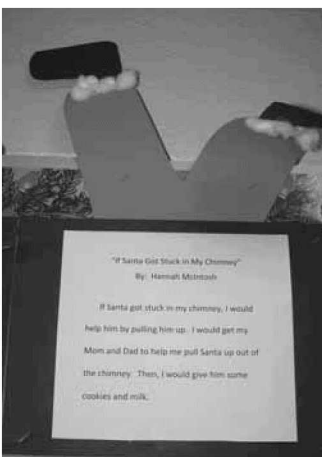 "If Santa Got Stuck in My Chimney"
By: Hannah McIntosh
If Santa got stuck in my chimney, I would
help him by pulling him up. I would get my
Mom and Dad to help me pull Santa up out of
the chimney. Then, I would give him some
cookies and milk.